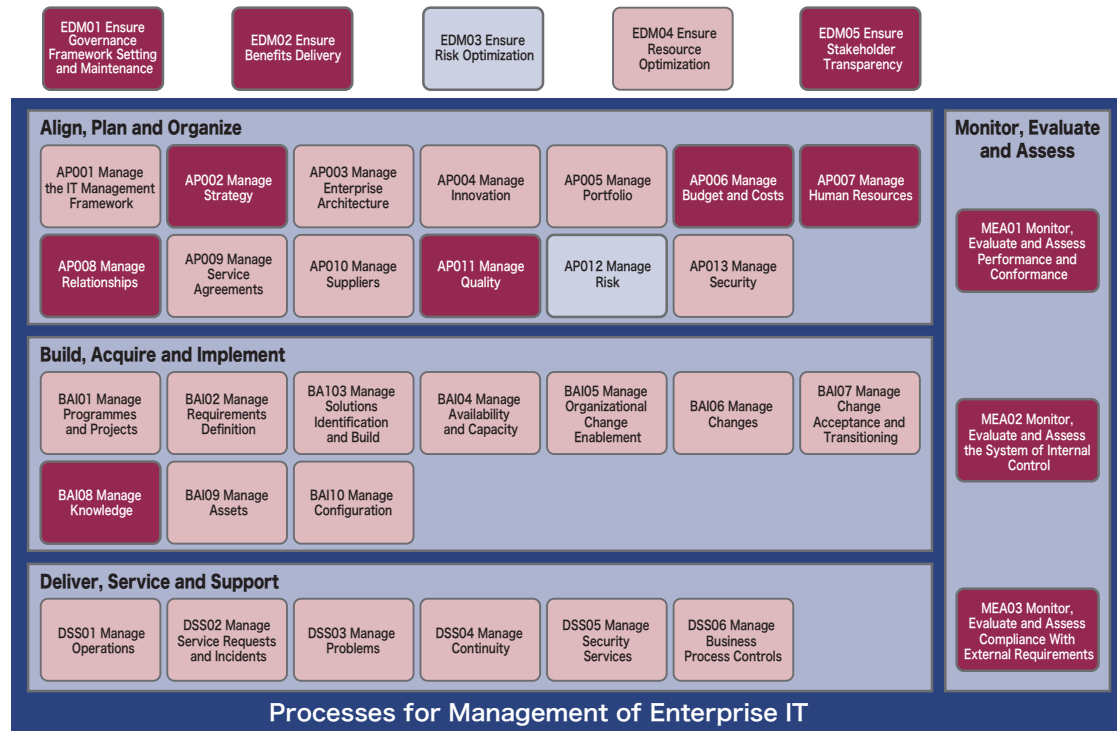 EDM01 Ensure
Governance
Framework Setting
and Maintenance
EDM02 Ensure
Benefits Delivery
EDM03 Ensure
Risk Optimization
EDM04 Ensure
Resource
Optimization
EDM05 Ensure
Stakeholder
Transparency
Align, Plan and Organize
AP001 Manage
the IT Management
Framework
AP002 Manage
Strategy
AP003 Manage
Enterprise
Architecture
AP004 Manage
Innovation
AP005 Manage
Portfolio
AP006 Manage
Budget and Costs
AP007 Manage
Human Resources
AP008 Manage
Relationships
AP009 Manage
Service
Agreements
AP010 Manage
Suppliers
AP011 Manage
Quality
AP012 Manage
Risk
AP013 Manage
Security
Build, Acquire and Implement
BAI01 Manage
Programmes
and Projects
BAI02 Manage
Requirements
Definition
BA103 Manage
Solutions
Identification
and Build
BAI04 Manage
Availability
and Capacity
BAI05 Manage
Organizational
Change
Enablement
BAI06 Manage
Changes
BAI07 Manage
Change
Acceptance and
Transitioning
BAI08 Manage
Knowledge
BAI09 Manage
Assets
BAI10 Manage
Configuration
Deliver, Service and Support
DSS01 Manage
Operations
DSS02 Manage
Service Requests
and Incidents
DSS03 Manage
Problems
DSS04 Manage
Continuity
DSS05 Manage
Security
Services
DSS06 Manage
Business
Process Controls
Monitor, Evaluate
and Assess
MEA01 Monitor,
Evaluate and Assess
Performance and
Conformance
MEA02 Monitor,
Evaluate and Assess
the System of Internal
Control
MEA03 Monitor,
Evaluate and Assess
Compliance With
External Requirements
Processes for Management of Enterprise IT